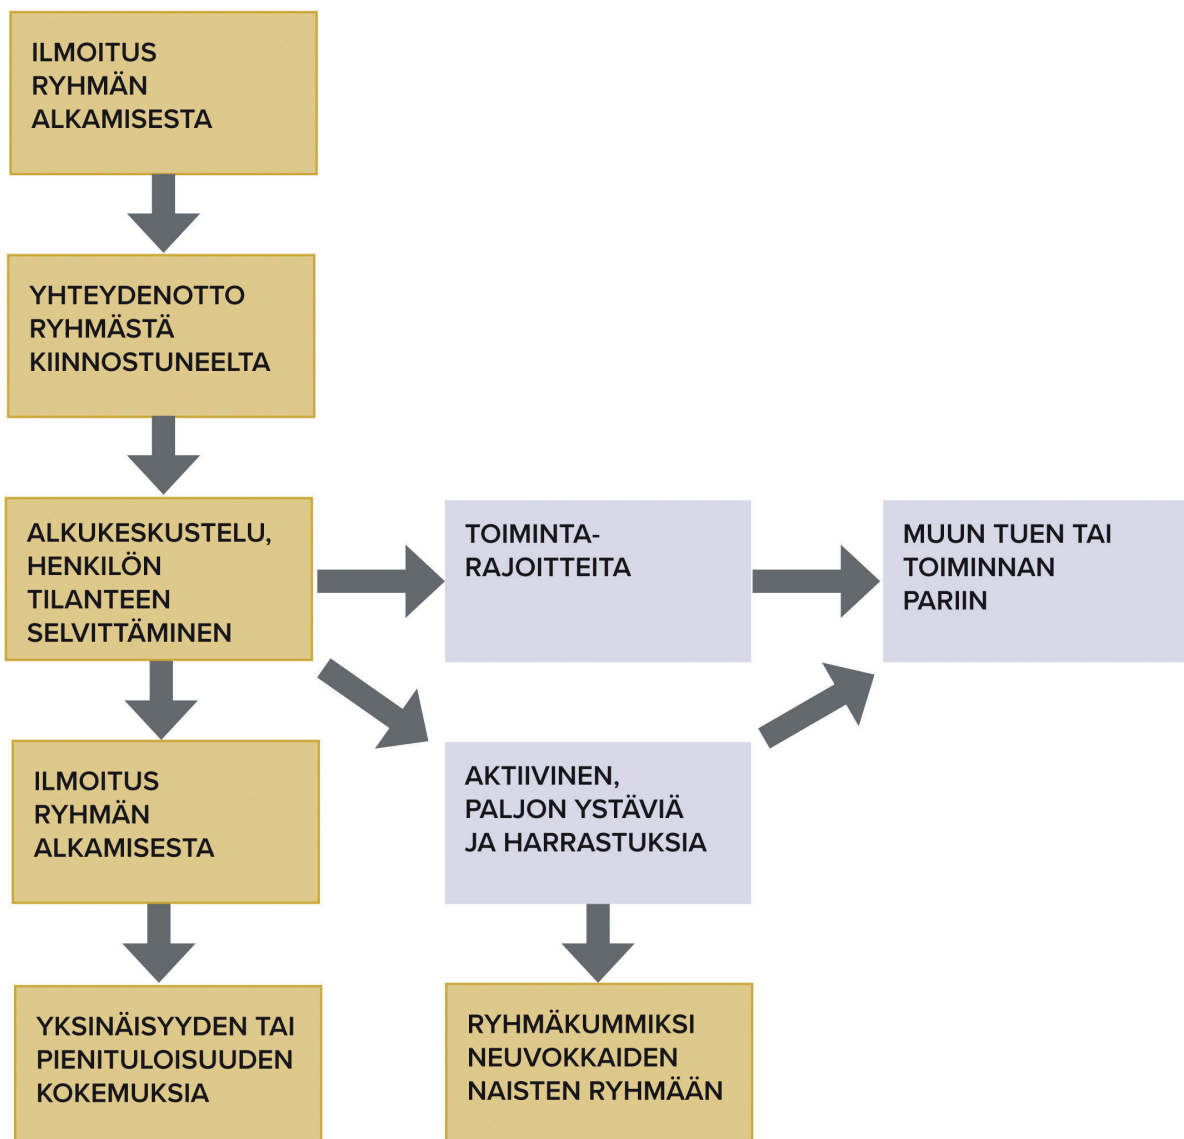 ILMOITUS
RYHMÄN
ALKAMISESTA
YHTEYDENOTTO
RYHMÄSTÄ
KIINNOSTUNEELTA
ALKUKESKUSTELU,
HENKILÖN
TILANTEEN
SELVITTÄMINEN
TOIMINTA-
RAJOITTEITA
MUUN TUEN TAI
TOIMINNAN
PARIIN
ILMOITUS
RYHMÄN
ALKAMISESTA
AKTIIVINEN,
PALJON YSTÄVIÄ
JA HARRASTUKSIA
YKSINÄISYYDEN TAI
PIENITULOISUUDEN
KOKEMUKSIA
RYHMÄKUMMIKSI
NEUVOKKAIDEN
NAISTEN RYHMÄÄN